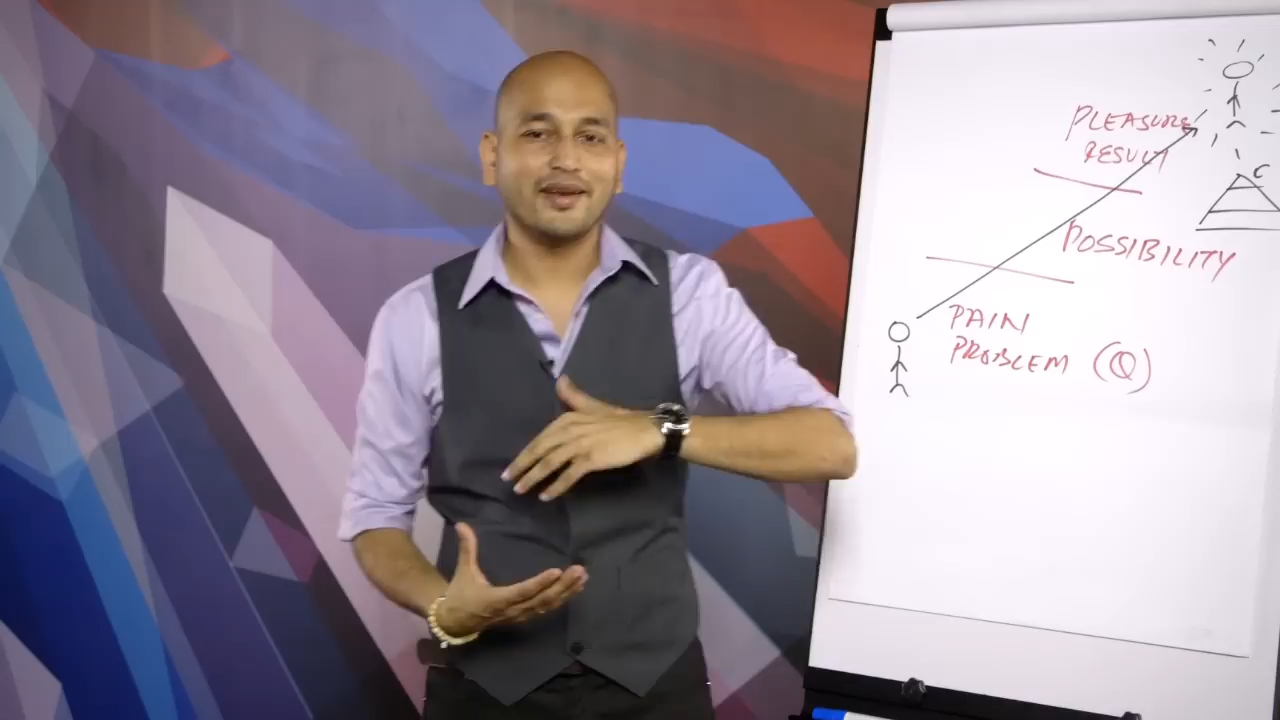 PLEASURE
RESULT
C
POSSIBILITY
PAIN
PROBLEM (Q)